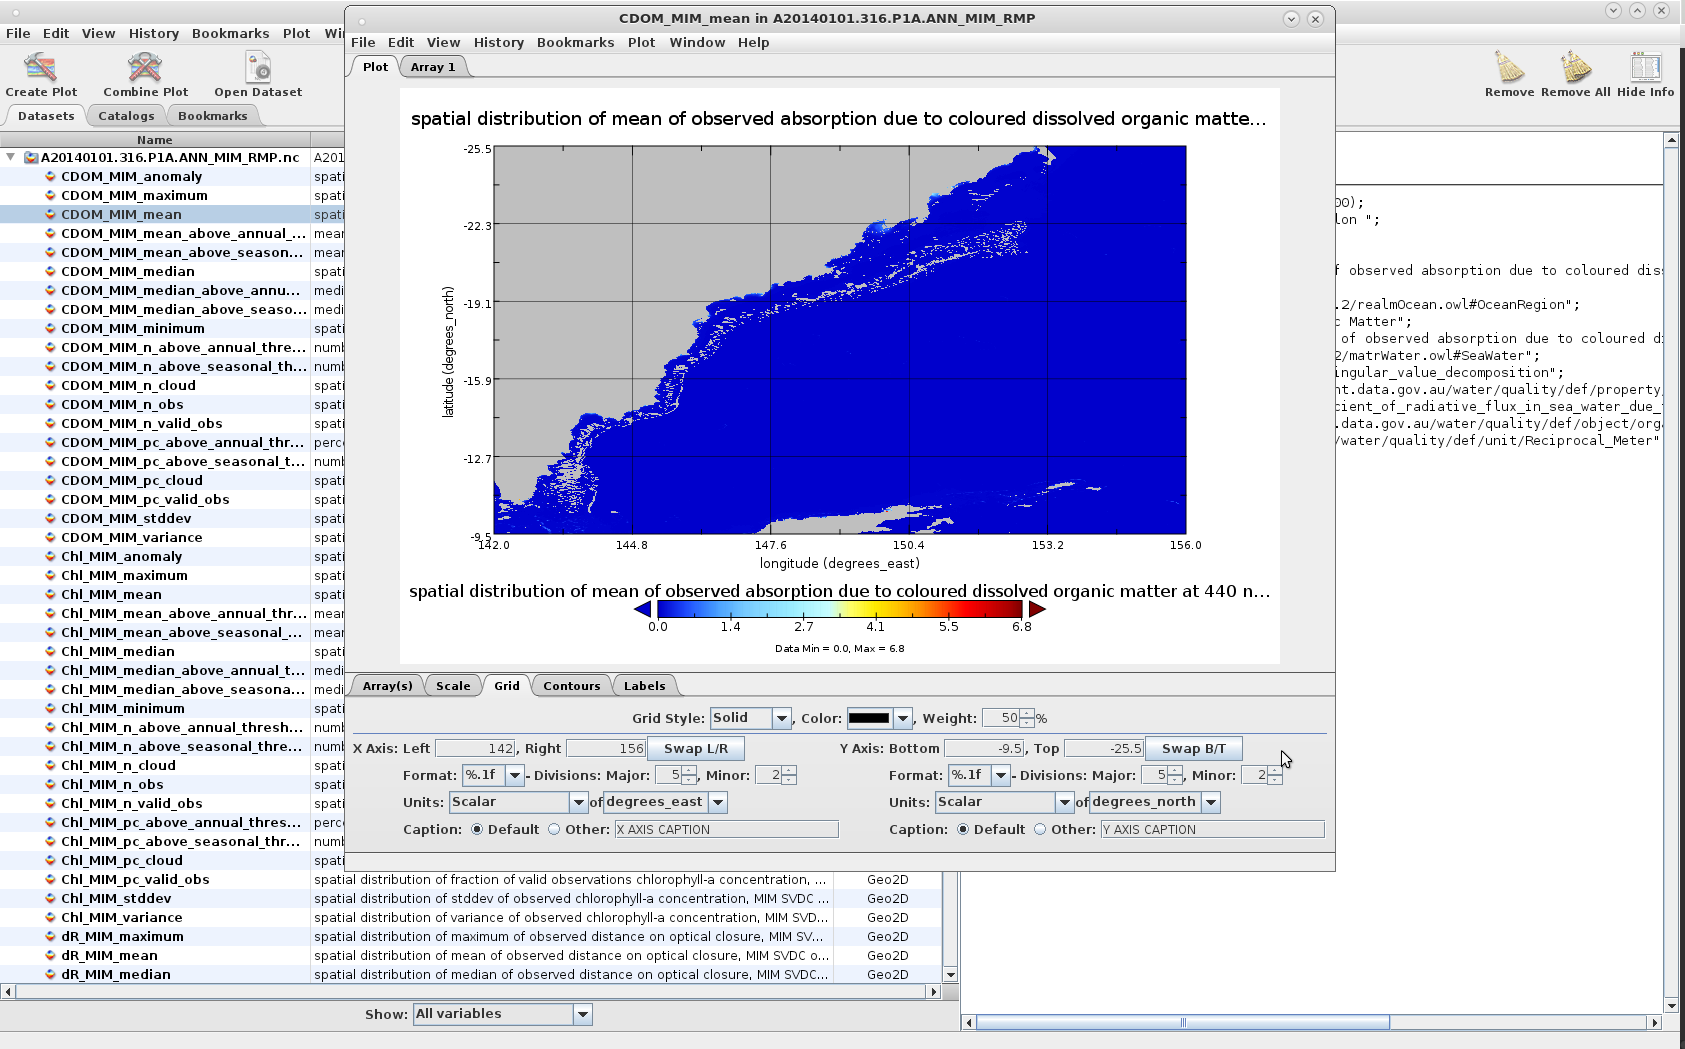 CDOM_MIM_mean in A20140101.316.P1A.ANN_MIM_RMP
File Edit View History Bookmarks Plot Wi
File Edit View History Bookmarks Plot Window Help
Plot Array 1
Create Plot Combine Plot Open Dataset
Remove Remove All Hide Info
Datasets Catalogs Bookmarks
Name
A20140101.316.P1A.ANN_MIM_RMP.nc A201
CDOM_MIM_anomaly spati
CDOM_MIM_maximum spati
CDOM_MIM_mean spati
CDOM_MIM_mean_above_annual_... mear
CDOM_MIM_mean_above_season... mear
CDOM_MIM_median spati
CDOM_MIM_median_above_annu... medi
CDOM_MIM_median_above_seaso... medi
CDOM_MIM_minimum spati
CDOM_MIM_n_above_annual_thre... numb
CDOM_MIM_n_above_seasonal_th... numb
CDOM_MIM_n_cloud spati
CDOM_MIM_n_obs spati
CDOM_MIM_n_valid_obs spati
CDOM_MIM_pc_above_annual_thr... perc
CDOM_MIM_pc_above_seasonal_t... numb
CDOM_MIM_pc_cloud spati
CDOM_MIM_pc_valid_obs spati
CDOM_MIM_stddev spati
CDOM_MIM_variance spati
Chl_MIM_anomaly spati
Chl_MIM_maximum spati
Chl_MIM_mean spati
Chl_MIM_mean_above_annual_thr... mear
Chl_MIM_mean_above_seasonal_... mear
Chl_MIM_median spati
Chl_MIM_median_above_annual_t... medi
Chl_MIM_median_above_seasona... medi
Chl_MIM_minimum spati
Chl_MIM_n_above_annual_thresh... numb
Chl_MIM_n_above_seasonal_thre... numb
Chl_MIM_n_cloud spati
Chl_MIM_n_obs spati
Chl_MIM_n_valid_obs spati
Chl_MIM_pc_above_annual_thres... perc
Chl_MIM_pc_above_seasonal_thr... numb
Chl_MIM_pc_cloud spati
Chl_MIM_pc_valid_obs spatial distribution of fraction of valid observations chlorophyll-a concentration, ... Geo2D
Chl_MIM_stddev spatial distribution of stddev of observed chlorophyll-a concentration, MIM SVDC ... Geo2D
Chl_MIM_variance spatial distribution of variance of observed chlorophyll-a concentration, MIM SVD... Geo2D
dR_MIM_maximum spatial distribution of maximum of observed distance on optical closure, MIM SV... Geo2D
dR_MIM_mean spatial distribution of mean of observed distance on optical closure, MIM SVDC o... Geo2D
dR_MIM_median spatial distribution of median of observed distance on optical closure, MIM SVDC... Geo2D
Show: All variables
spatial distribution of mean of observed absorption due to coloured dissolved organic matte...
-25.5
-22.3
-19.1
-15.9
-12.7
-9.5
latitude (degrees_north)
142.0 144.8 147.6 150.4 153.2 156.0
longitude (degrees_east)
spatial distribution of mean of observed absorption due to coloured dissolved organic matter at 440 n...
0.0 1.4 2.7 4.1 5.5 6.8
Data Min = 0.0, Max = 6.8
Array(s) Scale Grid Contours Labels
Grid Style: Solid , Color: , Weight: 50 %
X Axis: Left 142 , Right 156 Swap L/R Y Axis: Bottom -9.5 , Top -25.5 Swap B/T
Format: %.1f - Divisions: Major: 5 , Minor: 2 Format: %.1f - Divisions: Major: 5 , Minor: 2
Units: Scalar of degrees_east Units: Scalar of degrees_north
Caption: Default Other: X AXIS CAPTION Caption: Default Other: Y AXIS CAPTION
00);
lon ";
f observed absorption due to coloured diss
.2/realmOcean.owl#OceanRegion";
c Matter";
of observed absorption due to coloured di
2/matrWater.owl#SeaWater";
ingular_value_decomposition";
nt.data.gov.au/water/quality/def/property/
cient_of_radiative_flux_in_sea_water_due_
.data.gov.au/water/quality/def/object/orga
/water/quality/def/unit/Reciprocal_Meter"